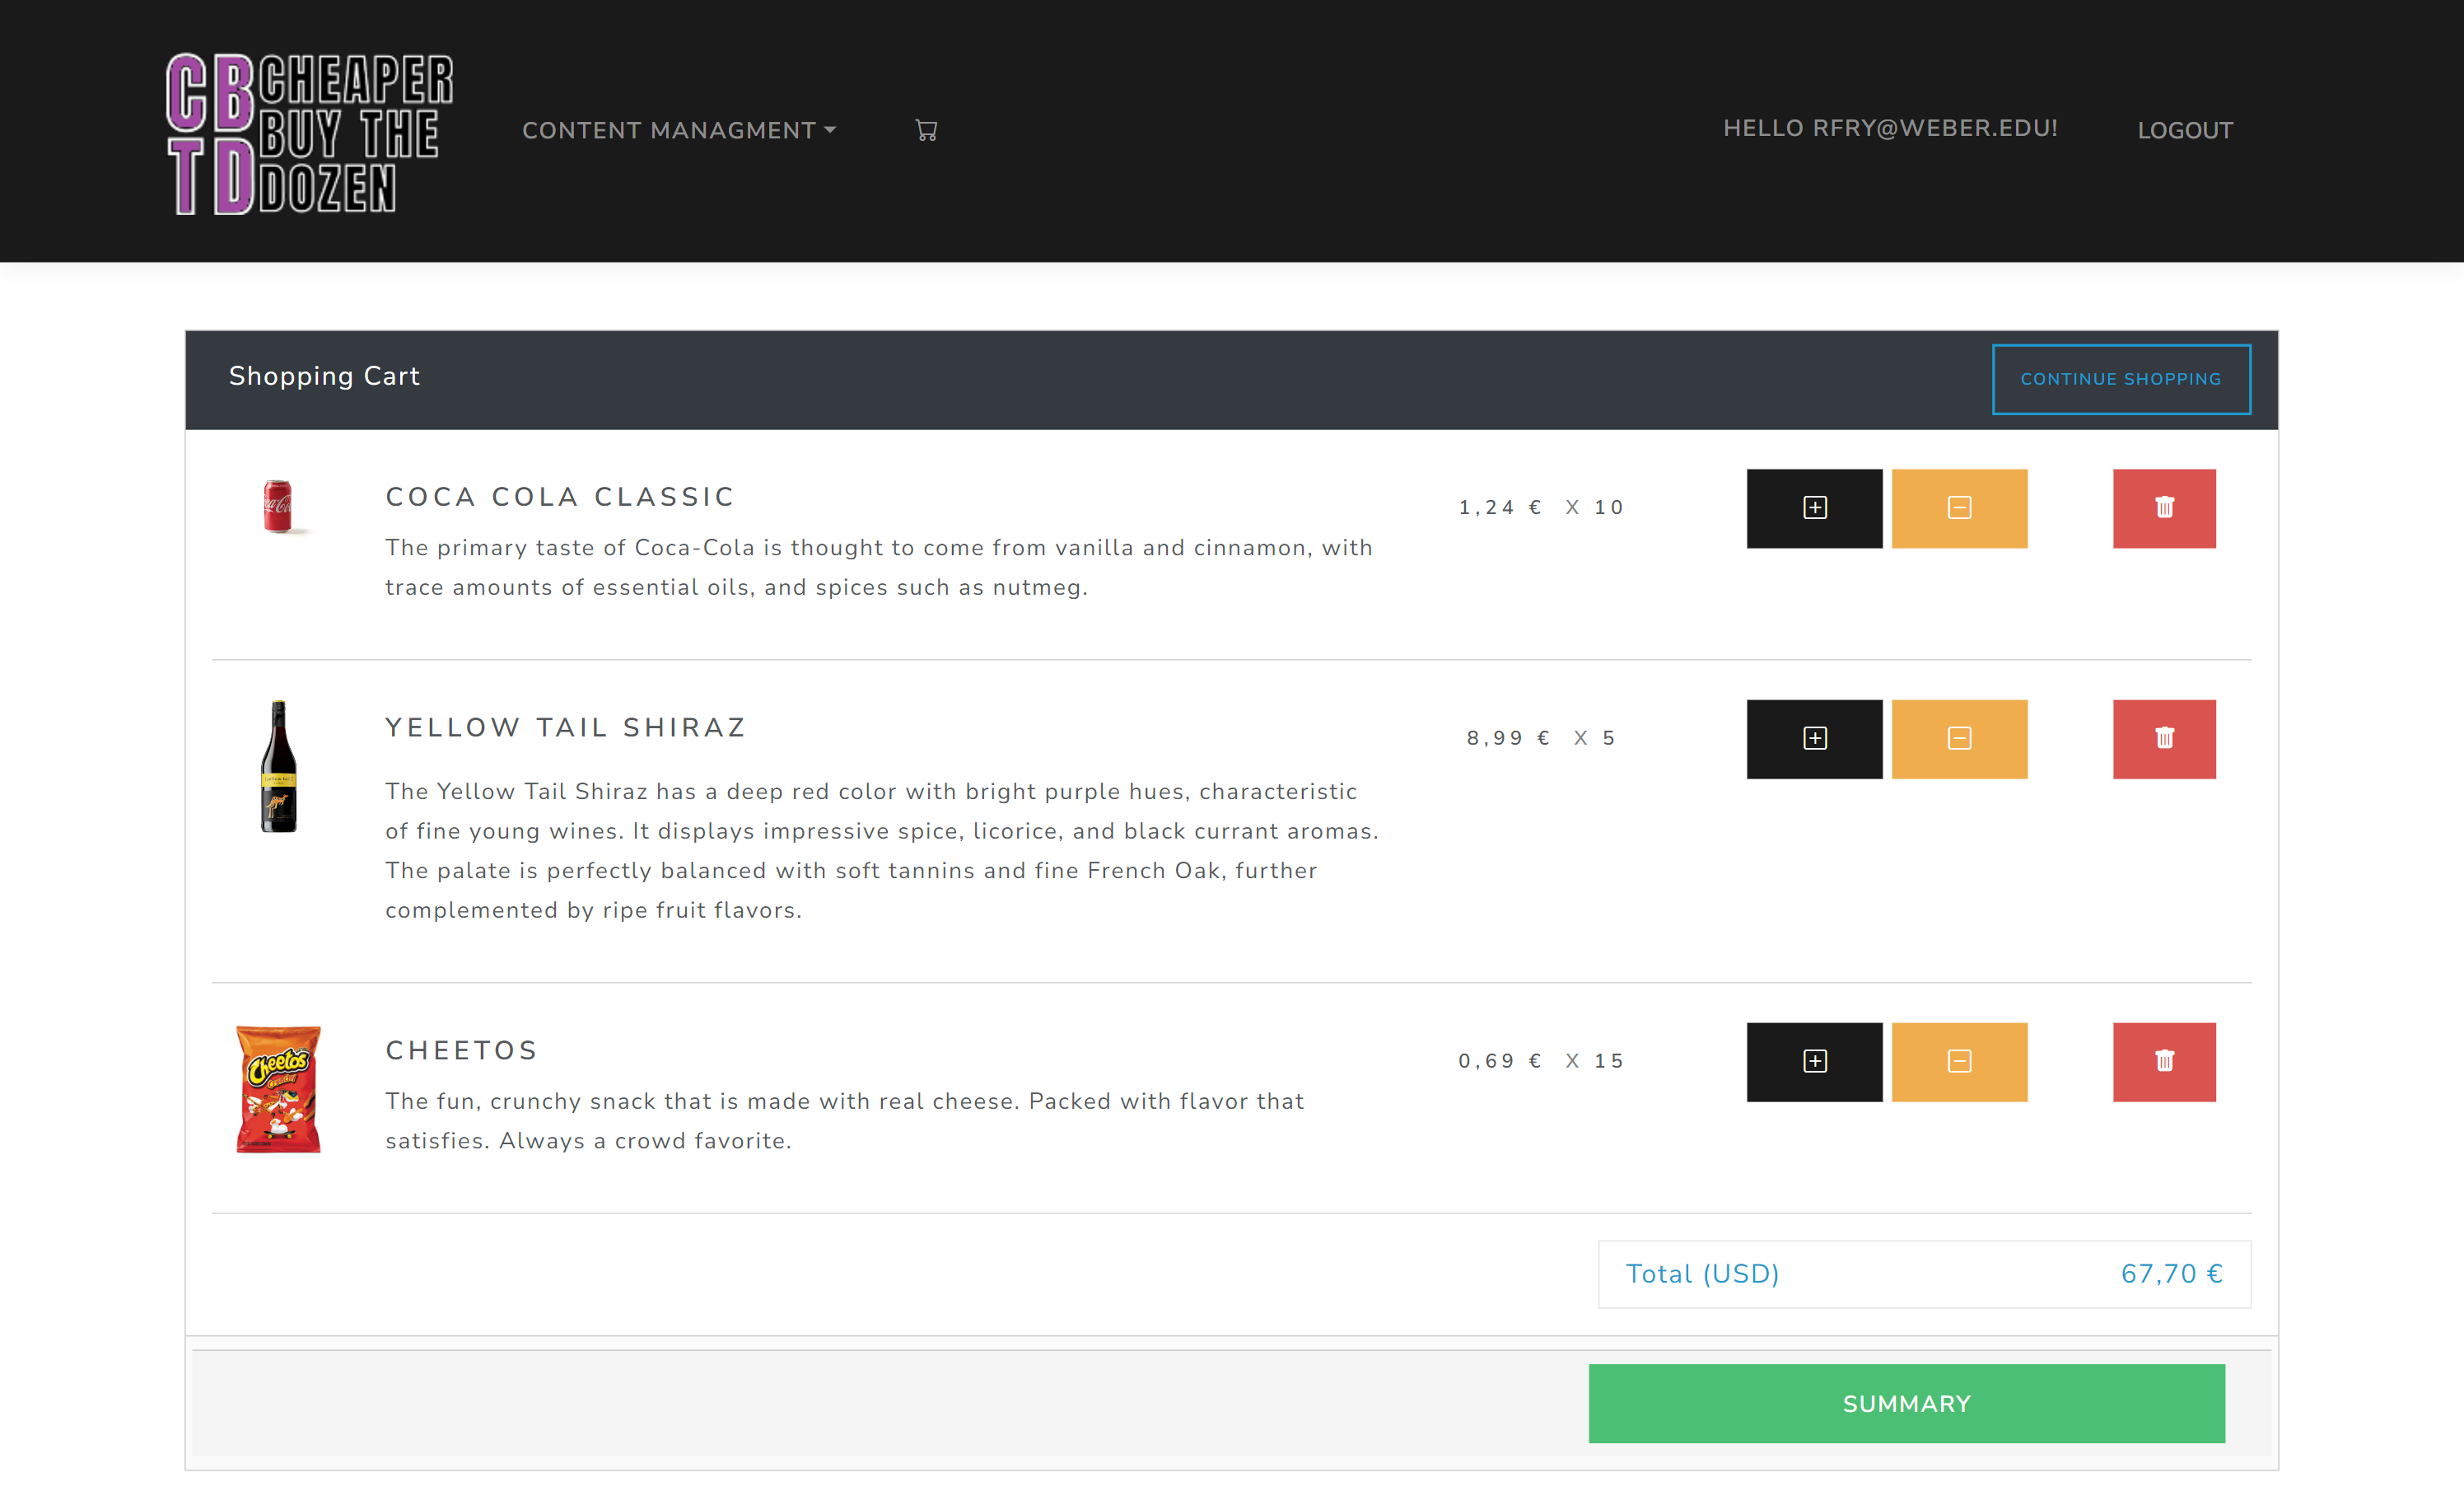 CB CHEAPER
BUY THE
TD DOZEN
CONTENT MANAGMENT
HELLO RFRY@WEBER.EDU!
LOGOUT
Shopping Cart
CONTINUE SHOPPING
COCA COLA CLASSIC
1,24 € X 10
The primary taste of Coca-Cola is thought to come from vanilla and cinnamon, with
trace amounts of essential oils, and spices such as nutmeg.
YELLOW TAIL SHIRAZ
8,99 € X 5
The Yellow Tail Shiraz has a deep red color with bright purple hues, characteristic
of fine young wines. It displays impressive spice, licorice, and black currant aromas.
The palate is perfectly balanced with soft tannins and fine French Oak, further
complemented by ripe fruit flavors.
Cheetos
Crunchy
CHEETOS
0,69 € X 15
The fun, crunchy snack that is made with real cheese. Packed with flavor that
satisfies. Always a crowd favorite.
Total (USD)
67,70 €
SUMMARY